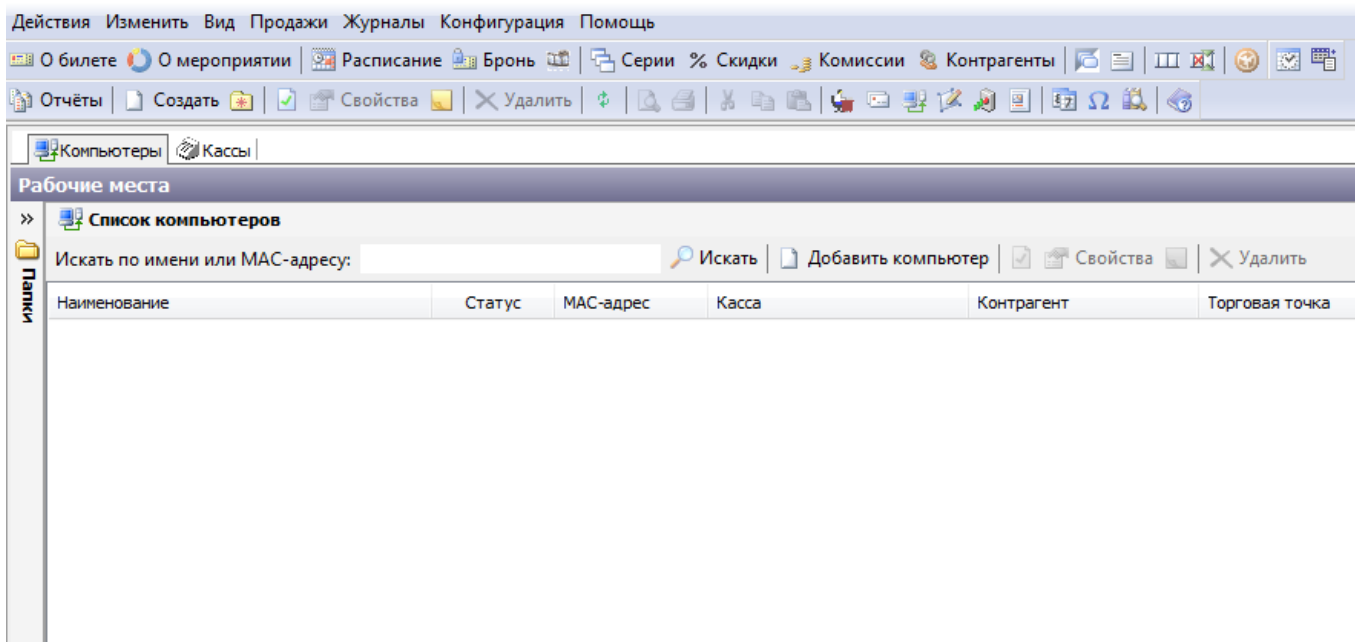 Действия Изменить Вид Продажи Журналы Конфигурация Помощь
О билете О мероприятии Расписание Бронь Серии % Скидки Комиссии Контрагенты
Отчёты Создать Свойства Удалить
Компьютеры Кассы
Рабочие места
» Список компьютеров
Искать по имени или МАС-адресу: Искать Добавить компьютер Свойства Удалить
Папки
Наименование Статус МАС-адрес Касса Контрагент Торговая точка